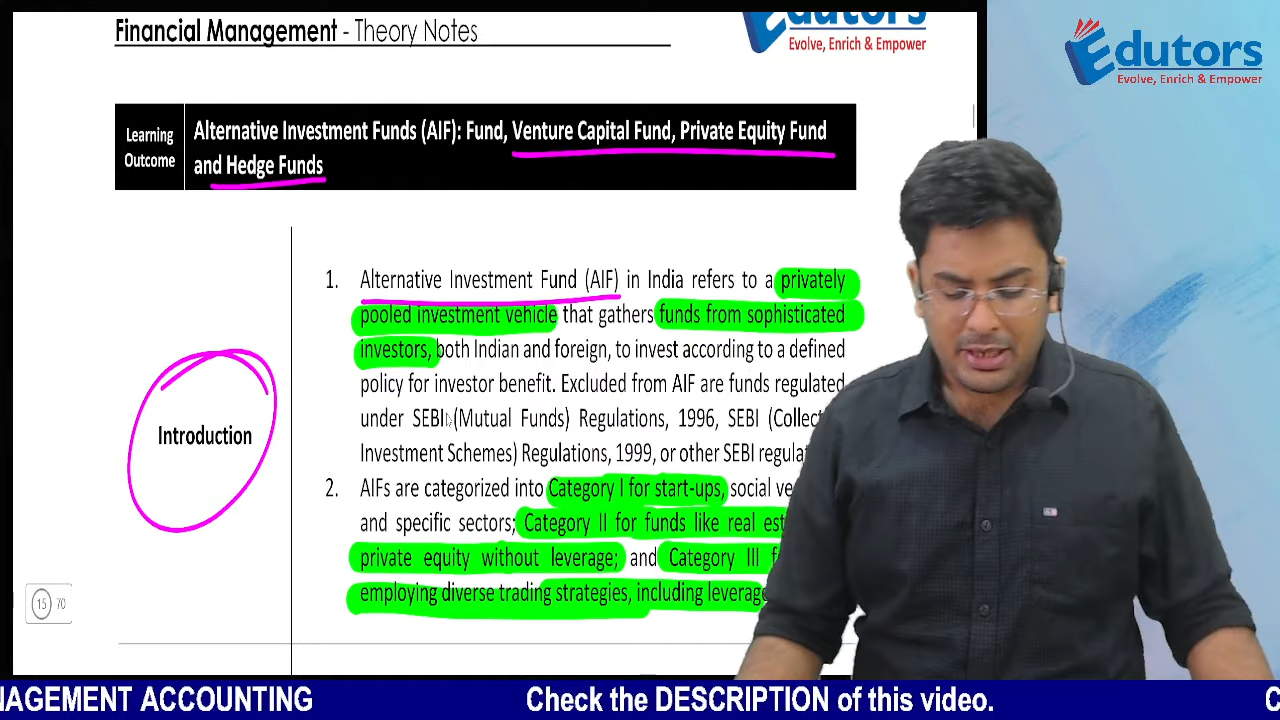 Financial Management - Theory Notes
Edutors
Evolve, Enrich & Empower
Edutors
Evolve, Enrich & Empower
Learning Outcome
Alternative Investment Funds (AIF): Fund, Venture Capital Fund, Private Equity Fund
and Hedge Funds
Introduction
1. Alternative Investment Fund (AIF) in India refers to a privately
pooled investment vehicle that gathers funds from sophisticated
investors, both Indian and foreign, to invest according to a defined
policy for investor benefit. Excluded from AIF are funds regulated
under SEBI (Mutual Funds) Regulations, 1996, SEBI
Investment Schemes) Regulations, 1999, or other SEBI
2. AIFs are categorized into Category I for start-ups, social
and specific sectors; Category II for funds like real
private equity without leverage; and Category III
employing diverse trading strategies, including leverage
15 70
NAGEMENT ACCOUNTING
Check the DESCRIPTION of this video.